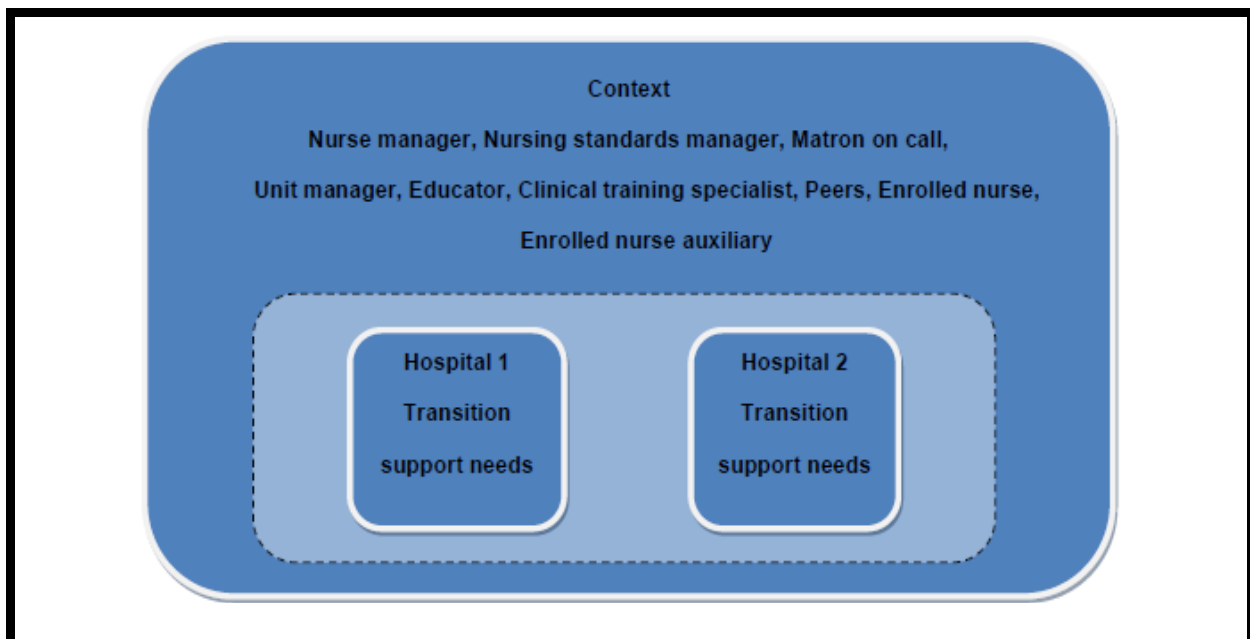 Context
Nurse manager, Nursing standards manager, Matron on call,
Unit manager, Educator, Clinical training specialist, Peers, Enrolled nurse,
Enrolled nurse auxiliary
Hospital 1
Transition
support needs
Hospital 2
Transition
support needs